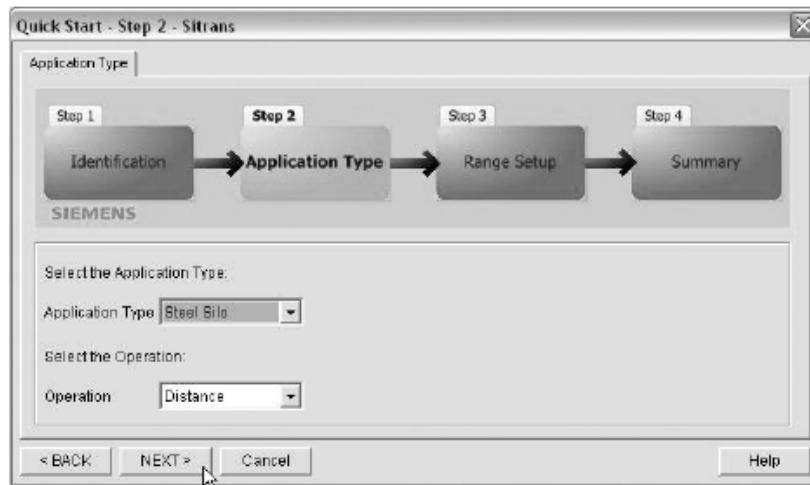 Quick Start - Step 2 - Sitrans
Application Type
Step 1
Step 2
Step 3
Step 4
Identification
Application Type
Range Setup
Summary
SIEMENS
Select the Application Type:
Application Type Steel Silo
Select the Operation:
Operation Distance
< BACK NEXT > Cancel Help